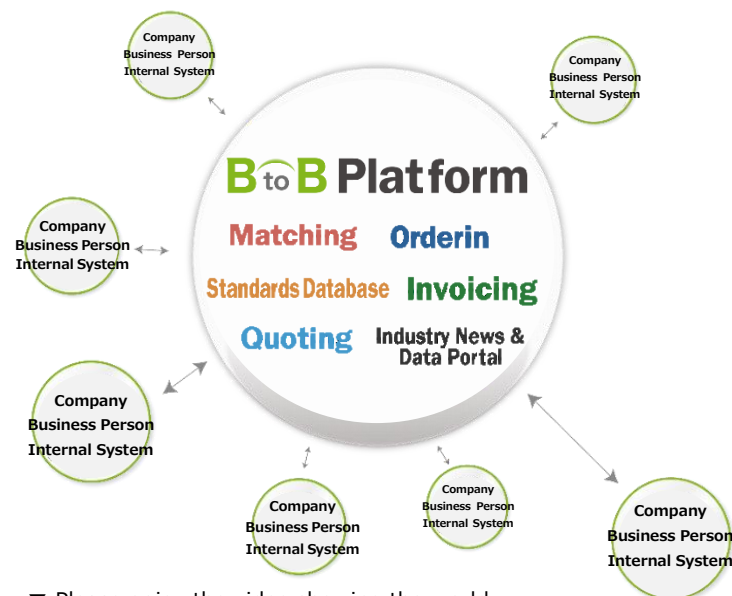 Company
Business Person
Internal System
Company
Business Person
Internal System
BtoB Platform
Matching
Orderin
Company
Business Person
Internal System
Standards Database
Invoicing
Quoting
Industry News &
Data Portal
Company
Business Person
Internal System
Company
Business Person
Internal System
Company
Business Person
Internal System
Company
Business Person
Internal System